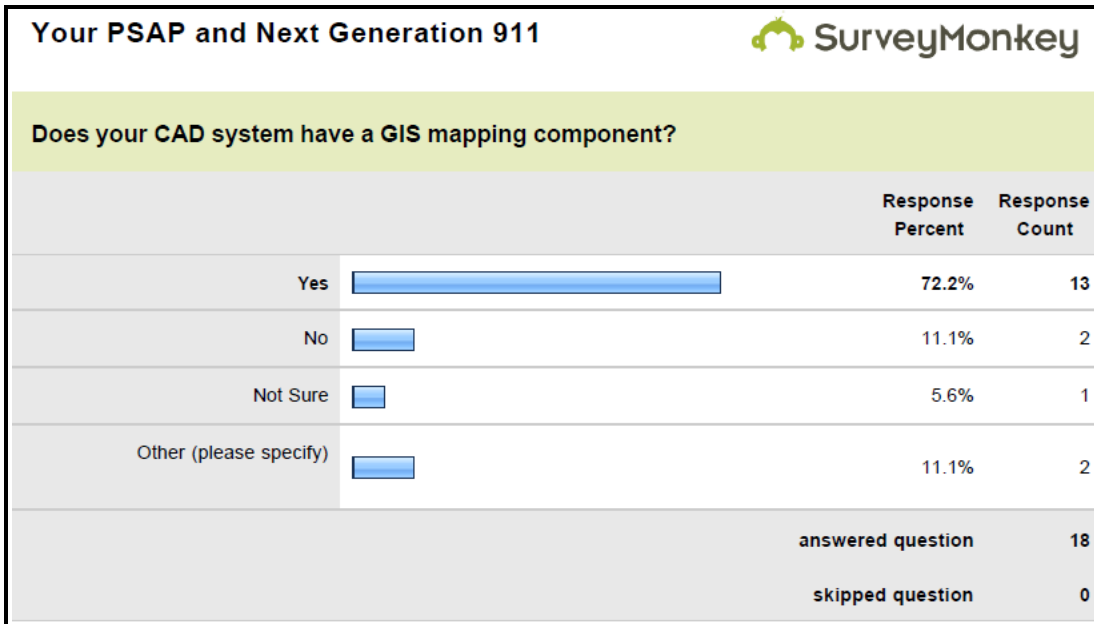 Your PSAP and Next Generation 911
SurveyMonkey
Does your CAD system have a GIS mapping component?
Response Percent
Response Count
Yes 72.2% 13
No 11.1% 2
Not Sure 5.6% 1
Other (please specify) 11.1% 2
answered question 18
skipped question 0